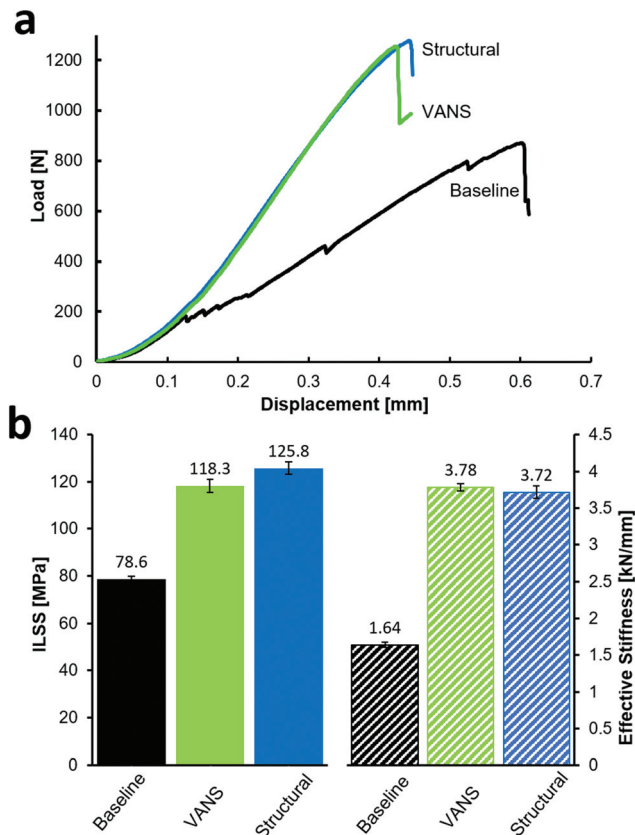 a
Load [N]
1200
1000
800
600
400
200
0
Structural
VANS
Baseline
0 0.1 0.2 0.3 0.4 0.5 0.6 0.7
Displacement [mm]
b
ILSS [MPa]
140
120
100
80
60
40
20
0
78.6
118.3
125.8
1.64
3.78
3.72
4.5
4
3.5
3
2.5
2
1.5
1
0.5
0
Effective Stiffness [kN/mm]
Baseline
VANS
Structural
Baseline
VANS
Structural